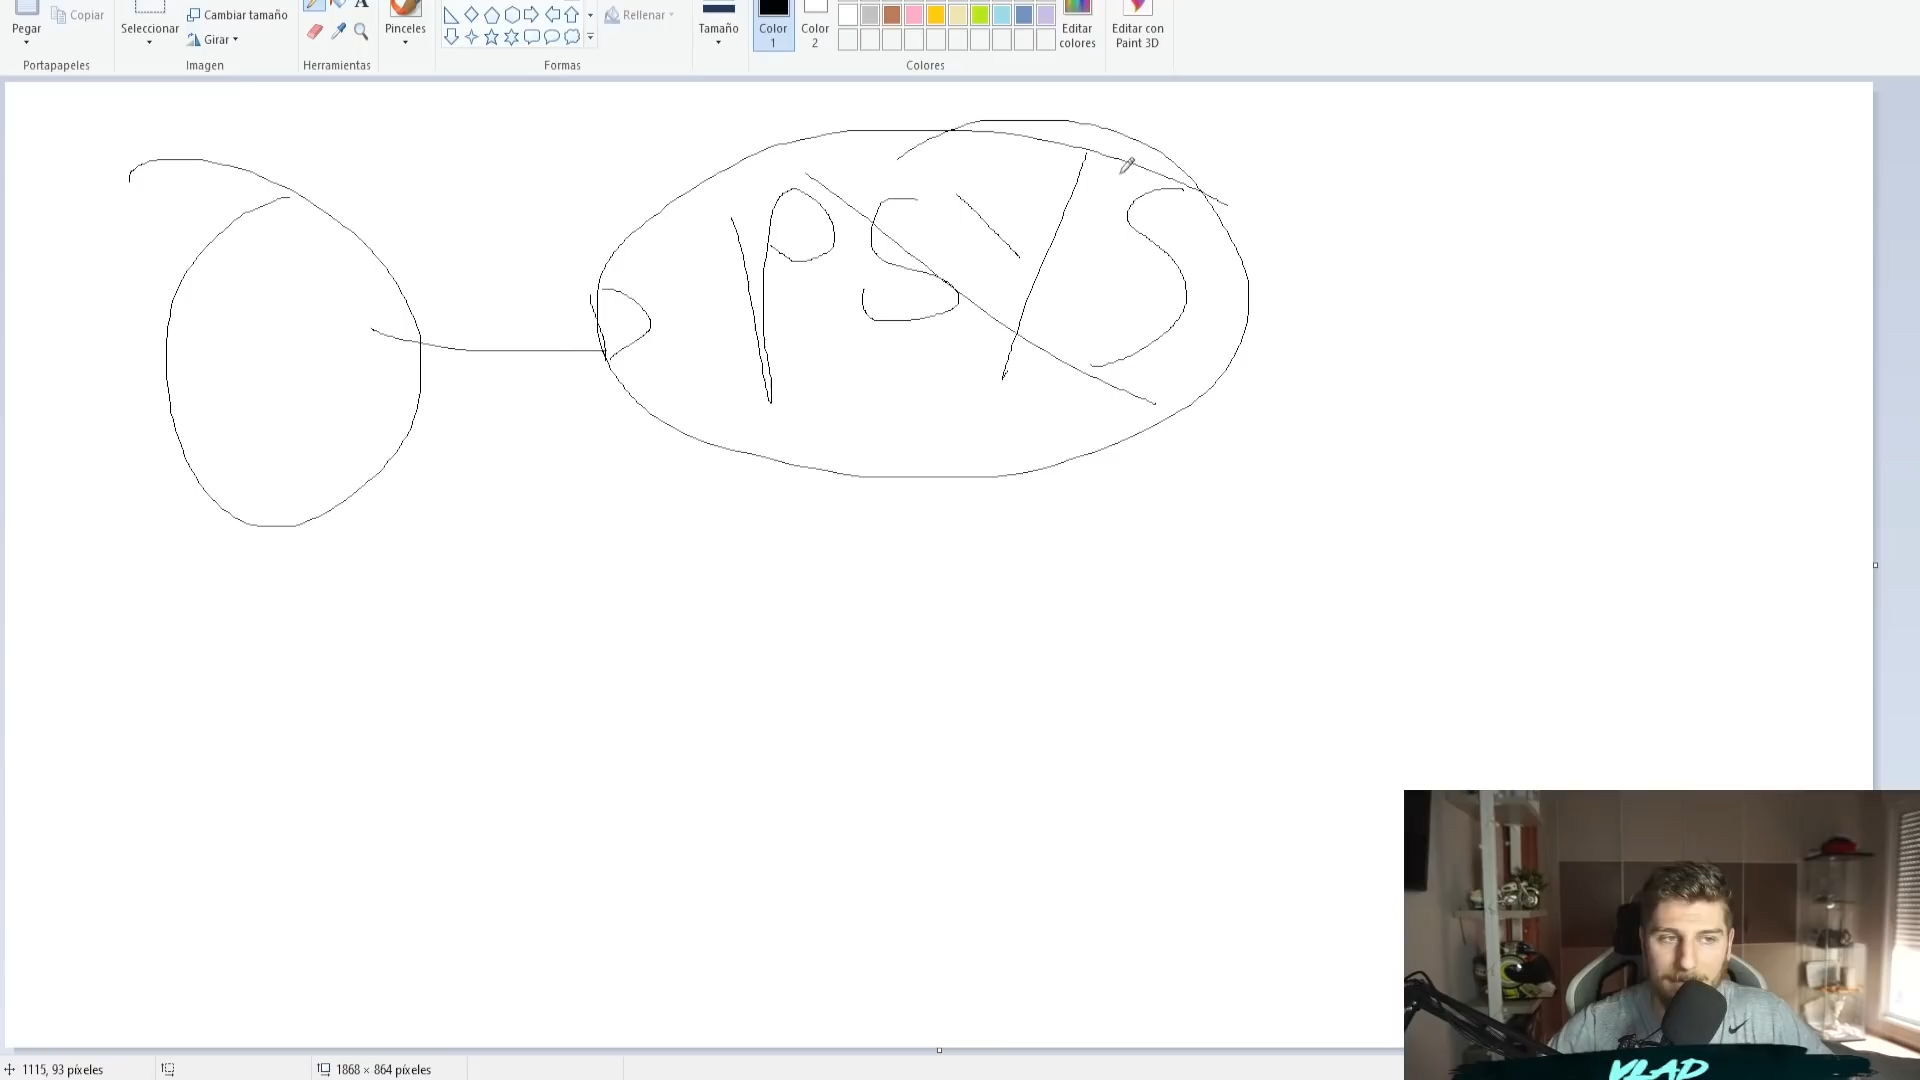 Pegar
Copiar
Portapapeles
Seleccionar
Cambiar tamaño
Girar
Imagen
A
Herramientas
Pinceles
Formas
Rellenar
Tamaño
Color 1
Color 2
Editar colores
Colores
Editar con Paint 3D
PSYS
1115, 93 píxeles
1868 × 864 píxeles
VLAD